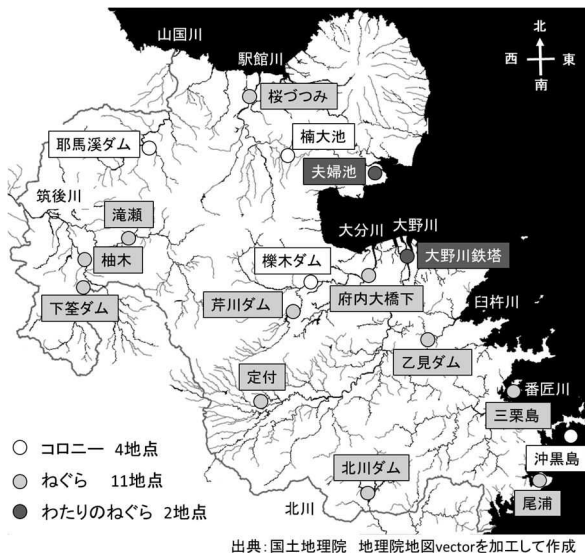 北
西
東
南
山国川
駅館川
桜づつみ
耶馬溪ダム
楠大池
夫婦池
筑後川
滝瀬
大分川
大野川
柚木
櫟木ダム
大野川鉄塔
下筌ダム
芹川ダム
府内大橋下
臼杵川
乙見ダム
定付
番匠川
三栗島
コロニー 4地点
沖黒島
ねぐら 11地点
北川ダム
わたりのねぐら 2地点
北川
尾浦
出典：国土地理院 地理院地図vectorを加工して作成